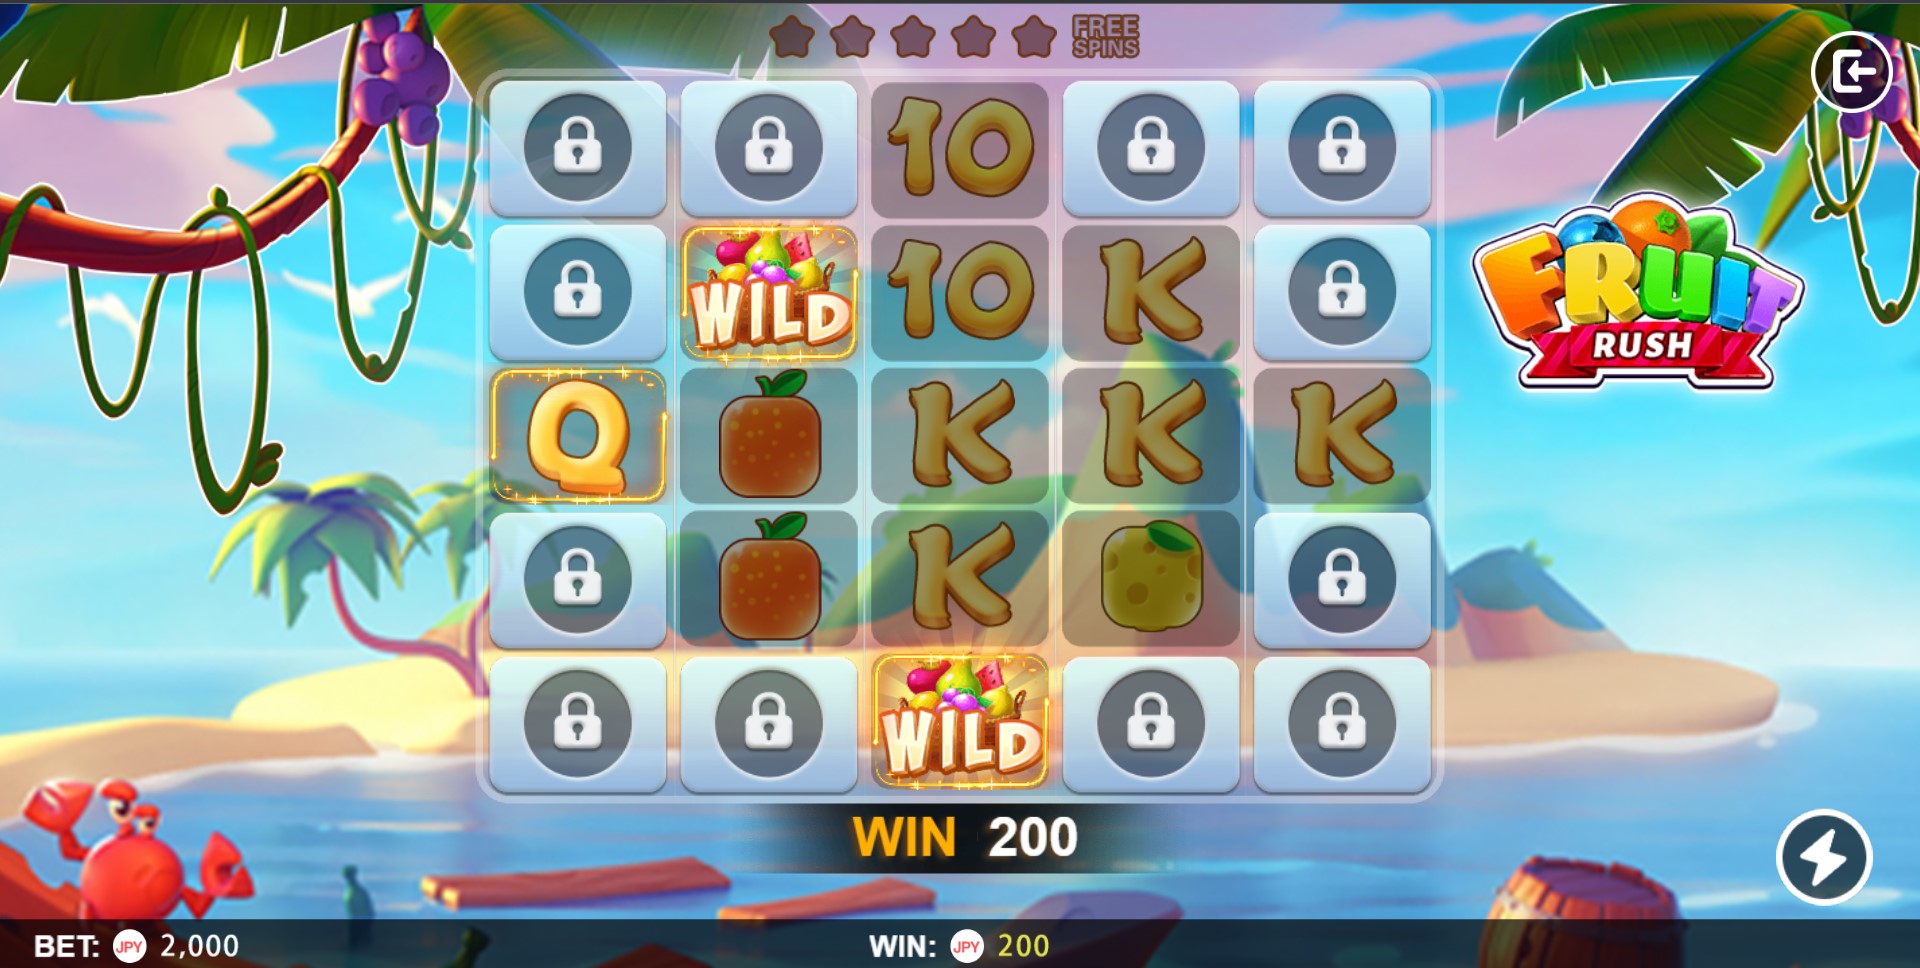 FREE
SPINS
10
WILD
10
K
FRUIT
RUSH
Q
K
K
K
K
WILD
WIN 200
BET: JPY 2,000
WIN: JPY 200